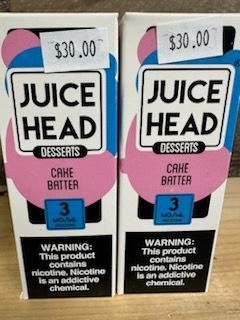 $30.00
JUICE
HEAD
DESSERTS
CAKE
BATTER
3
MG/ML
NICOTINE
WARNING:
This product
contains
nicotine. Nicotine
is an addictive
chemical.
$30.00
JUICE
HEAD
DESSERTS
CAKE
BATTER
3
MG/ML
NICOTINE
WARNING:
This product
contains
nicotine. Nicotine
is an addictive
chemical.